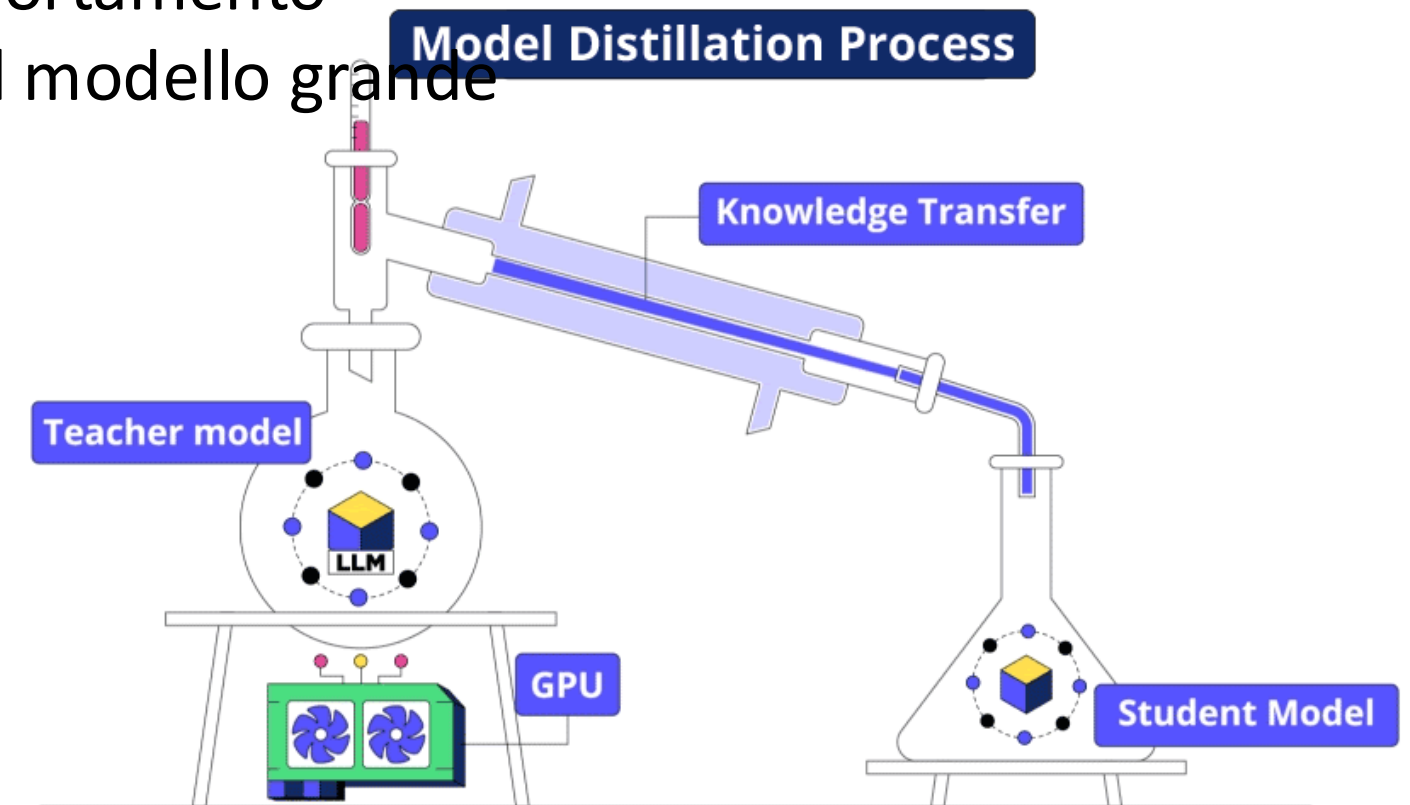 modello grande
Model Distillation Process
Knowledge Transfer
Teacher model
LLM
GPU
Student Model